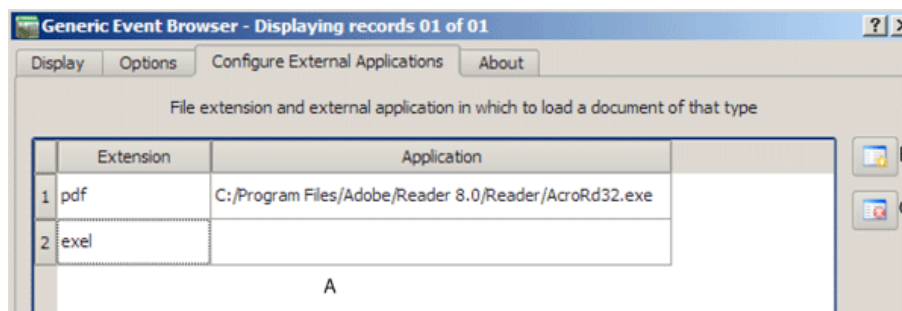 Generic Event Browser - Displaying records 01 of 01
Display Options Configure External Applications About
File extension and external application in which to load a document of that type
Extension Application
1 pdf C:/Program Files/Adobe/Reader 8.0/Reader/AcroRd32.exe
2 exel
A